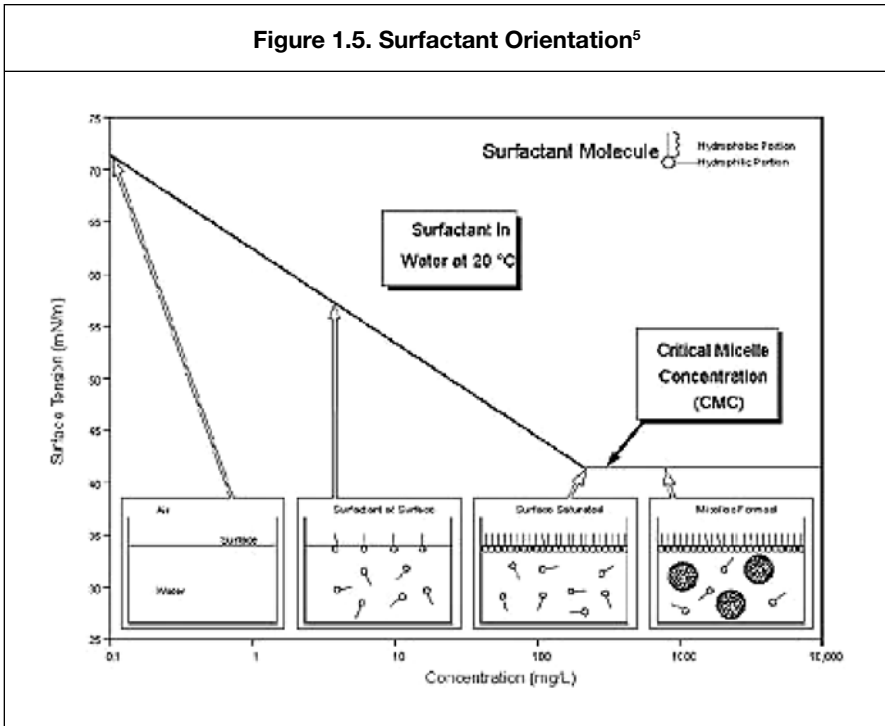 Figure 1.5. Surfactant Orientation⁵
75
70
65
60
55
50
45
40
35
30
25
Surface Tension (mN/m)
Surfactant Molecule
Hydrophobic Portion
Hydrophilic Portion
Surfactant In
Water at 20 °C
Critical Micelle
Concentration
(CMC)
Air
Surface
Water
Surfactant at Surface
Surface Saturated
Micelles Formed
0.1
1
10
100
1000
10,000
Concentration (mg/L)